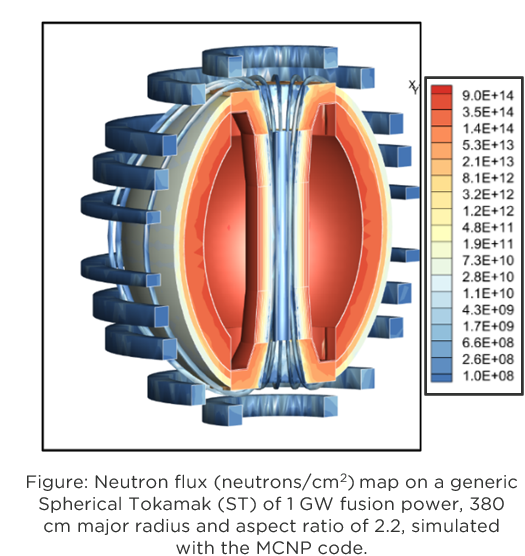 X
Y
9.0E+14
3.5E+14
1.4E+14
5.3E+13
2.1E+13
8.1E+12
3.2E+12
1.2E+12
4.8E+11
1.9E+11
7.3E+10
2.8E+10
1.1E+10
4.3E+09
1.7E+09
6.6E+08
2.6E+08
1.0E+08
Figure: Neutron flux (neutrons/cm²) map on a generic
Spherical Tokamak (ST) of 1 GW fusion power, 380
cm major radius and aspect ratio of 2.2, simulated
with the MCNP code.